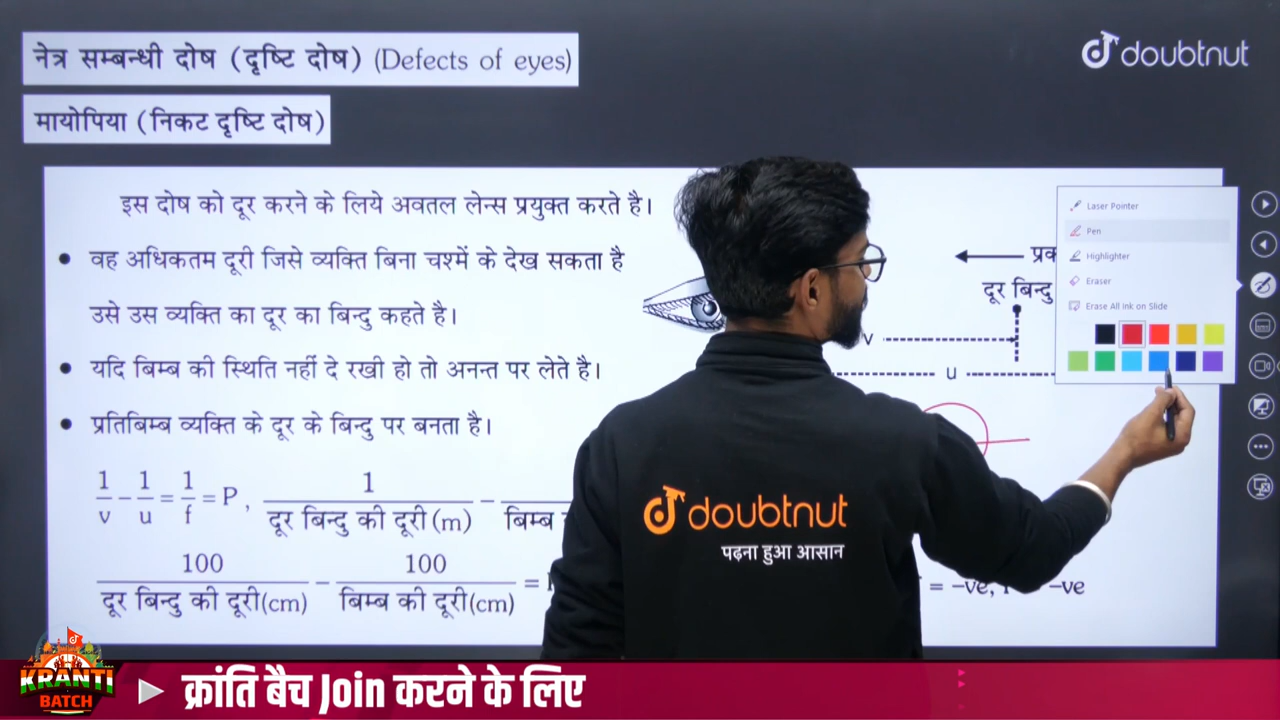 नेत्र सम्बन्धी दोष (दृष्टि दोष) (Defects of eyes)
doubtnut
मायोपिया (निकट दृष्टि दोष)
इस दोष को दूर करने के लिये अवतल लेन्स प्रयुक्त करते है।
• वह अधिकतम दूरी जिसे व्यक्ति बिना चश्में के देख सकता है
उसे उस व्यक्ति का दूर का बिन्दु कहते है।
• यदि बिम्ब की स्थिति नहीं दे रखी हो तो अनन्त पर लेते है।
• प्रतिबिम्ब व्यक्ति के दूर के बिन्दु पर बनता है।
1/v - 1/u = 1/f = P, 1/दूर बिन्दु की दूरी (m) - बिम्ब
100/दूर बिन्दु की दूरी(cm) - 100/बिम्ब की दूरी(cm) =
दूर बिन्दु
v
u
= –ve, –ve
Laser Pointer
Pen
Highlighter
Eraser
Erase All Ink on Slide
doubtnut
पढ़ना हुआ आसान
KRANTI
BATCH
क्रांति बैच Join करने के लिए